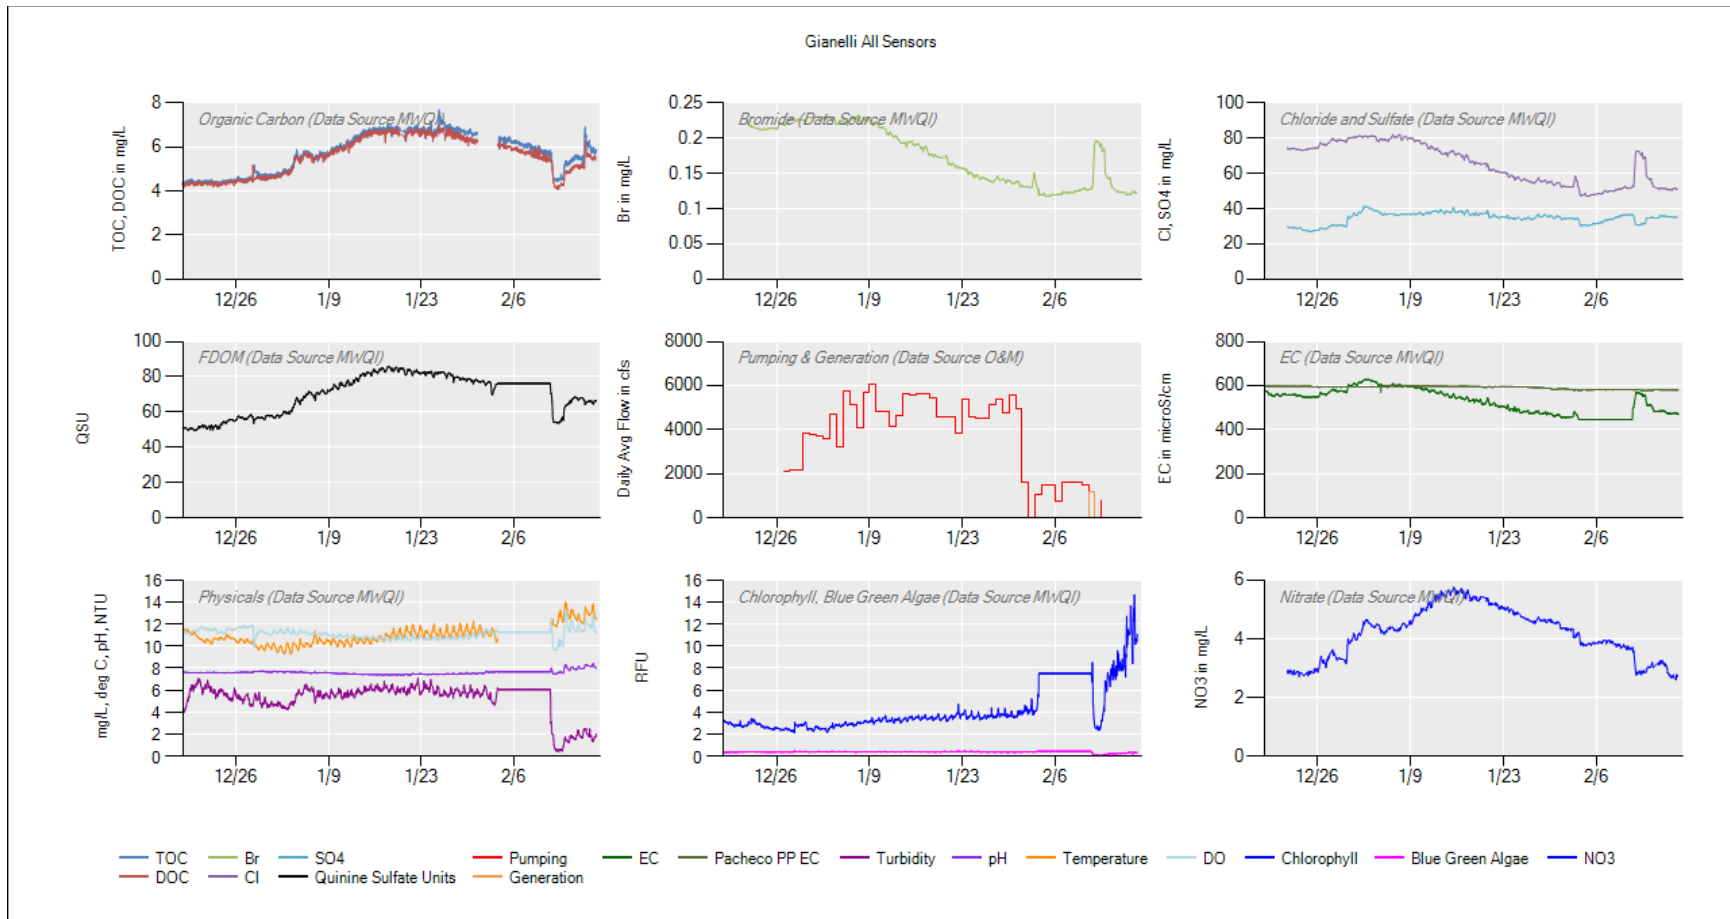 Gianelli All Sensors
Organic Carbon (Data Source MWQI)
TOC, DOC in mg/L
8
6
4
2
0
12/26 1/9 1/23 2/6
Bromide (Data Source MWQI)
Br in mg/L
0.25
0.2
0.15
0.1
0.05
0
12/26 1/9 1/23 2/6
Chloride and Sulfate (Data Source MWQI)
Cl, SO4 in mg/L
100
80
60
40
20
0
12/26 1/9 1/23 2/6
FDOM (Data Source MWQI)
QSU
100
80
60
40
20
0
12/26 1/9 1/23 2/6
Pumping & Generation (Data Source O&M)
Daily Avg Flow in cfs
8000
6000
4000
2000
0
12/26 1/9 1/23 2/6
EC (Data Source MWQI)
EC in microS/cm
800
600
400
200
0
12/26 1/9 1/23 2/6
Physicals (Data Source MWQI)
mg/L, deg C, pH, NTU
16
14
12
10
8
6
4
2
0
12/26 1/9 1/23 2/6
Chlorophyll, Blue Green Algae (Data Source MWQI)
RFU
16
14
12
10
8
6
4
2
0
12/26 1/9 1/23 2/6
Nitrate (Data Source MWQI)
NO3 in mg/L
6
4
2
0
12/26 1/9 1/23 2/6
TOC Br SO4 Pumping EC Pacheco PP EC Turbidity pH Temperature DO Chlorophyll Blue Green Algae NO3
DOC Cl Quinine Sulfate Units Generation